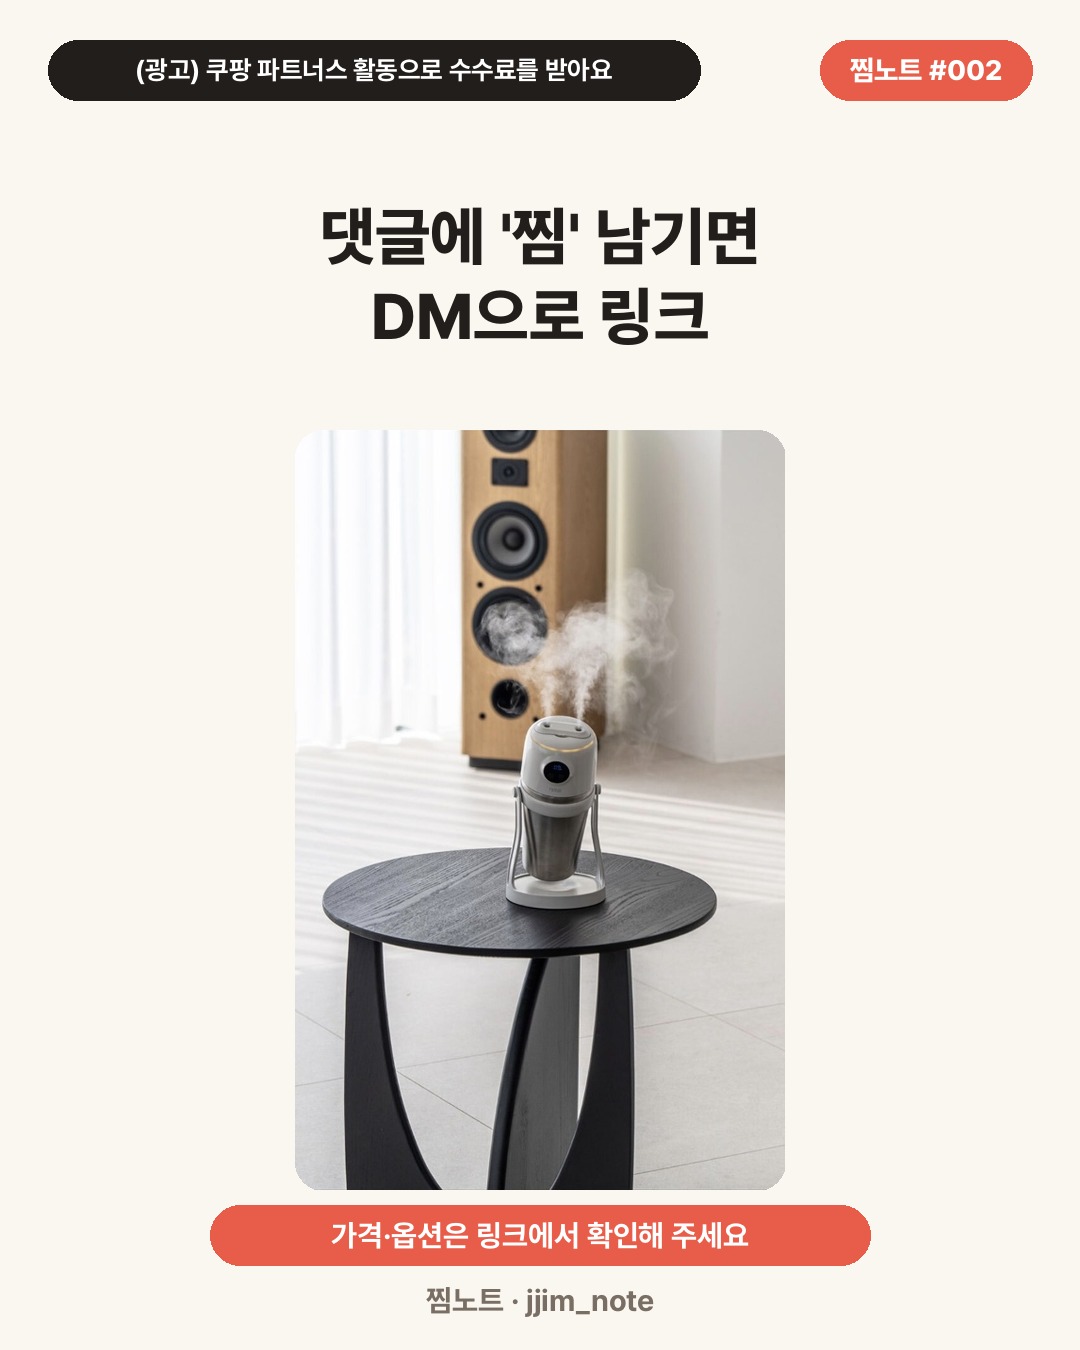 (광고) 쿠팡 파트너스 활동으로 수수료를 받아요
찜노트 #002
댓글에 '찜' 남기면
DM으로 링크
가격·옵션은 링크에서 확인해 주세요
찜노트 · jjim_note